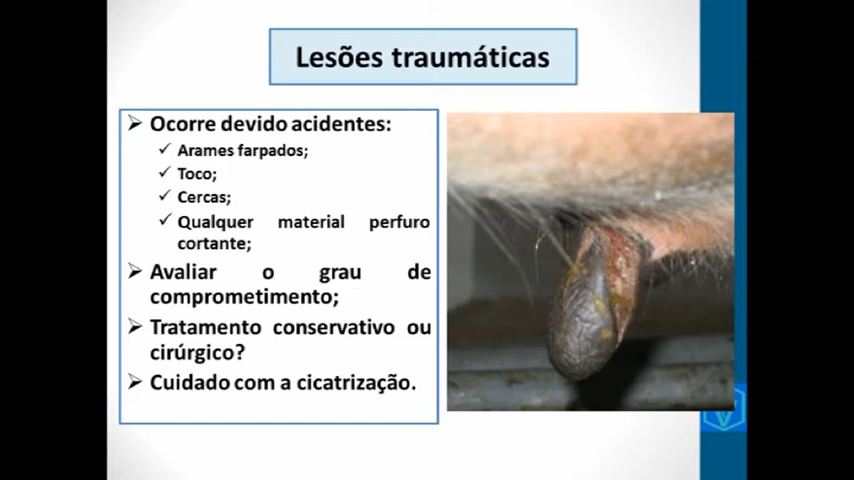 Lesões traumáticas
➢ Ocorre devido acidentes:
✓ Arames farpados;
✓ Toco;
✓ Cercas;
✓ Qualquer material perfuro
cortante;
➢ Avaliar o grau de
comprometimento;
➢ Tratamento conservativo ou
cirúrgico?
➢ Cuidado com a cicatrização.